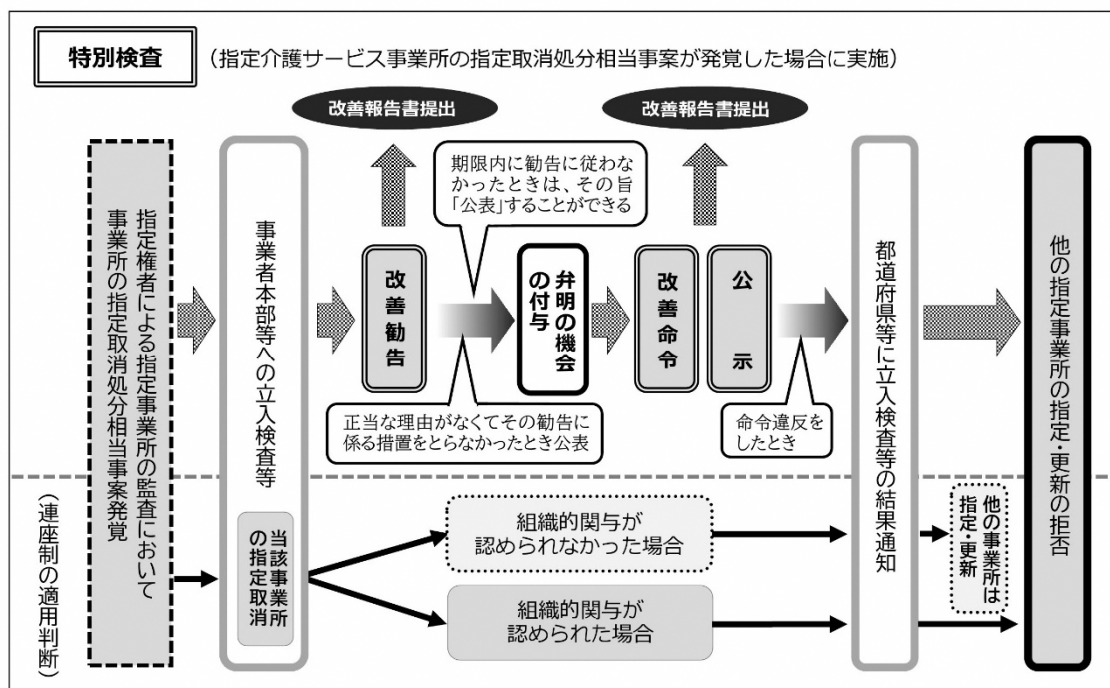 特別検査
(指定介護サービス事業所の指定取消処分相当事案が発覚した場合に実施)
改善報告書提出
改善報告書提出
指定権者による指定事業所の監査において
事業所の指定取消処分相当事案発覚
事業者本部等への立入検査等
改善勧告
期限内に勧告に従わな
かったときは、その旨
「公表」することができる
正当な理由がなくてその勧告に
係る措置をとらなかったとき公表
弁明の機会
の付与
改善命令
公示
命令違反を
したとき
都道府県等に立入検査等の結果通知
他の指定事業所の指定・更新の拒否
(連座制の適用判断)
当該事業所
の指定取消
組織的関与が
認められなかった場合
組織的関与が
認められた場合
他の事業所は
指定・更新